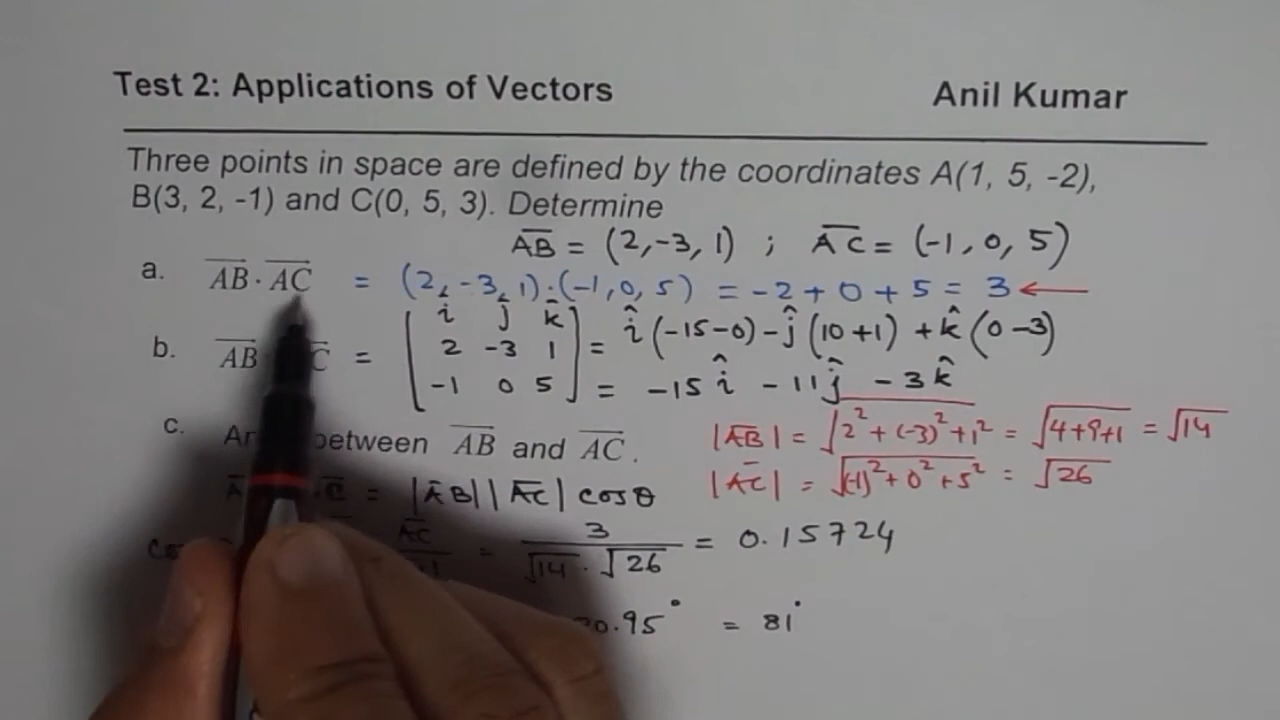 Test 2: Applications of Vectors Anil Kumar
Three points in space are defined by the coordinates A(1, 5, -2),
B(3, 2, -1) and C(0, 5, 3). Determine
AB = (2,-3,1) ; AC = (-1,0,5)
a. AB · AC = (2,-3,1)·(-1,0,5) = -2+0+5 = 3 ←
b. AB C = [i j k̂ = î(-15-0)-ĵ(10+1)+k̂(0-3)
2 -3 1
-1 0 5] = -15î - 11ĵ - 3k̂
c. between AB and AC. |AB| = √2²+(-3)²+1² = √4+9+1 = √14
= |AB||AC| cosθ |AC| = √(-1)²+0²+5² = √26
AC = 3/√14·√26 = 0.15724
.95° = 81°